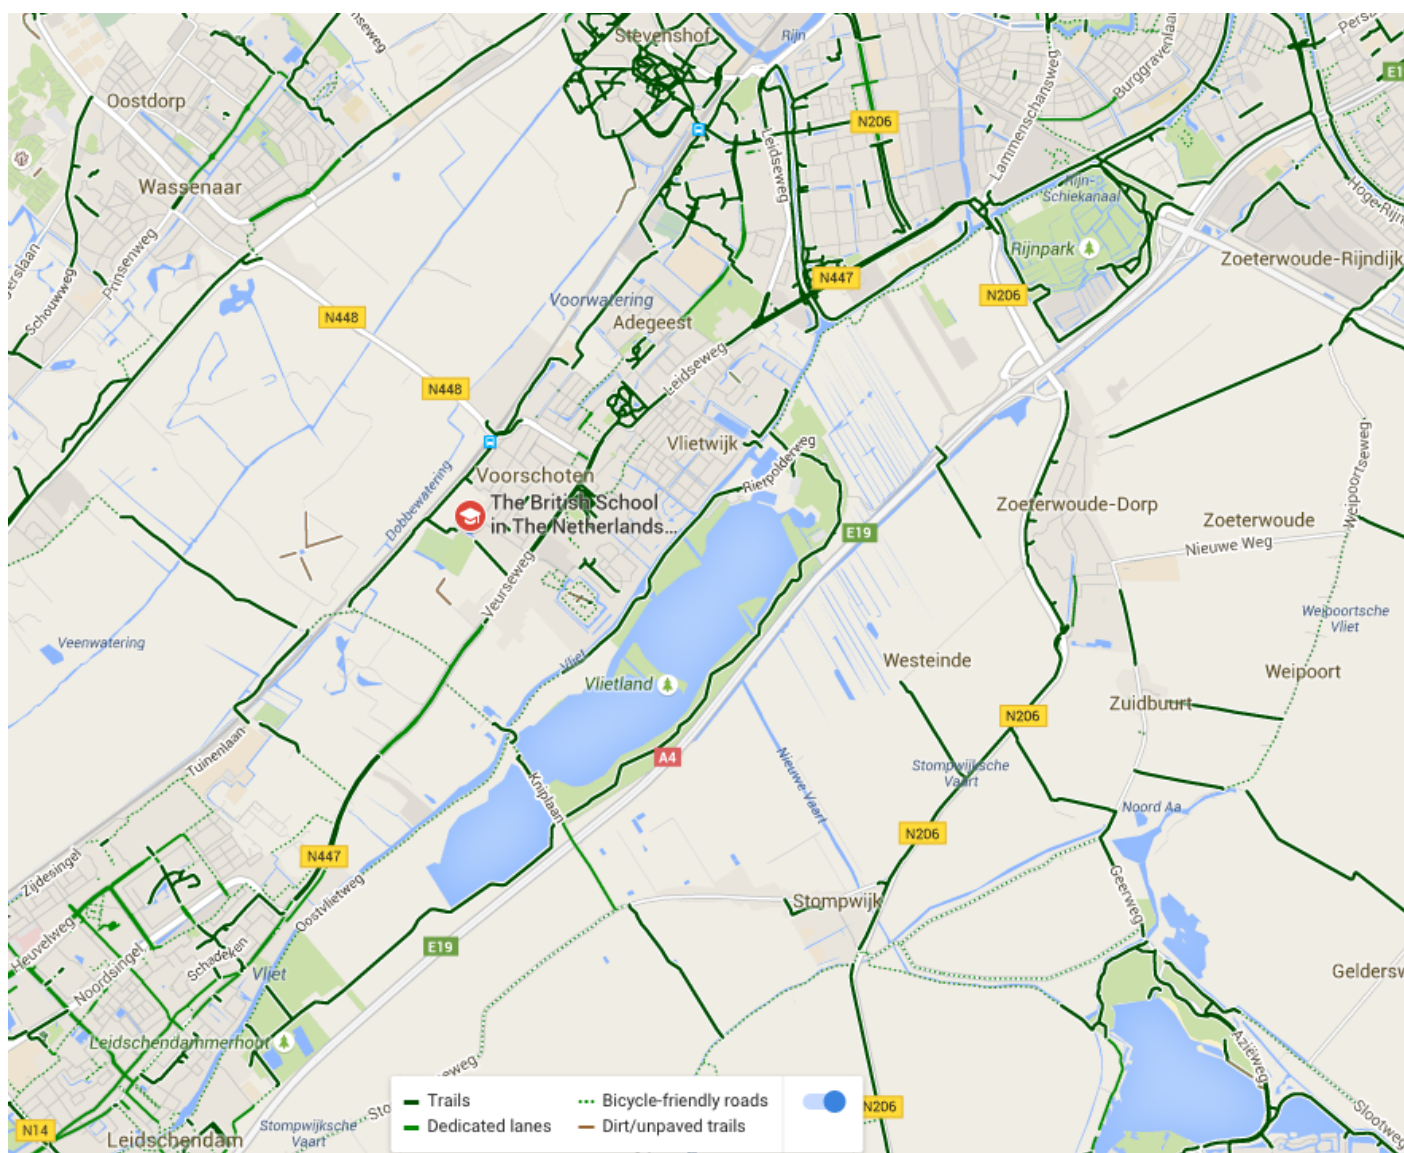 Stevenshof
Rijn
Oostdorp
N206
Burggravenlaan
Lammenschansweg
Leidseweg
Wassenaar
Rijn-
Schiekanaal
Rijnpark
Prinsenweg
Schouwweg
Zoeterwoude-Rijndijk
N447
N206
Voorwatering
N448
Adegeest
Leidseweg
N448
Vlietwijk
Rietpolderweg
Voorschoten
Dobbewatering
The British School
in The Netherlands...
E19
Zoeterwoude-Dorp
Zoeterwoude
Nieuwe Weg
Weipoortseweg
Veurseweg
Weipoortsche
Vliet
Veenwatering
Vliet
Westeinde
Weipoort
Vlietland
Zuidbuurt
N206
Tuinenlaan
A4
Stompwijksche
Vaart
Nieuwe Vaart
Kniplaan
Noord Aa
N206
N447
Zijdesingel
Oostvlietweg
Stompwijk
Geerweg
Heuvelweg
Noordsingel
Schadeken
E19
Vliet
Geldersw
Leidschendammerhout
Aziëweg
Slootweg
N14
Leidschendam
Stompwijksche
Vaart
N206
Trails
Bicycle-friendly roads
Dedicated lanes
Dirt/unpaved trails